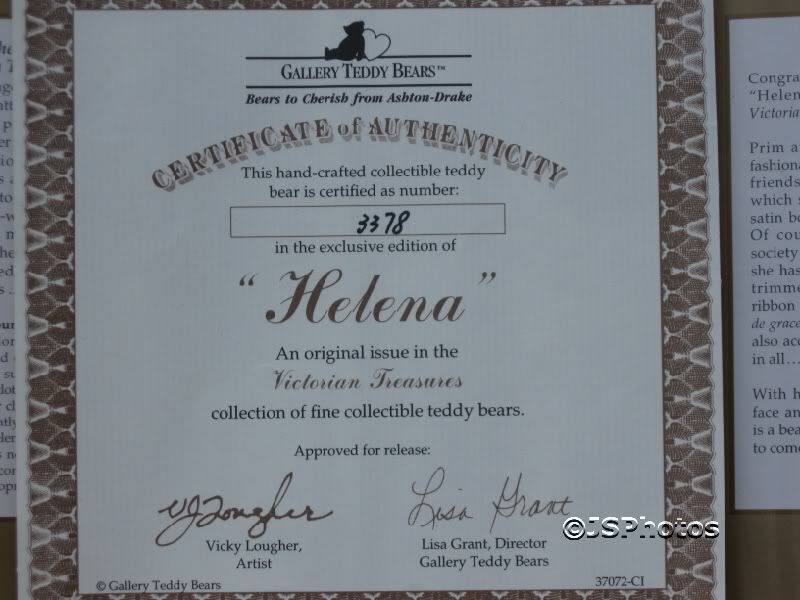 GALLERY TEDDY BEARS™
Bears to Cherish from Ashton-Drake
CERTIFICATE of AUTHENTICITY
This hand-crafted collectible teddy
bear is certified as number:
3378
in the exclusive edition of
"Helena"
An original issue in the
Victorian Treasures
collection of fine collectible teddy bears.
Approved for release:
VJLougher
Lisa Grant
Vicky Lougher,
Artist
Lisa Grant, Director
Gallery Teddy Bears
© Gallery Teddy Bears
37072-CI
©JSPhotos
Congra
"Helen
Victoria
Prim a
fashiona
friends
which s
satin bo
Of cou
society
she has
trimme
ribbon
de grace
also acc
in all...
With h
face an
is a bea
to come